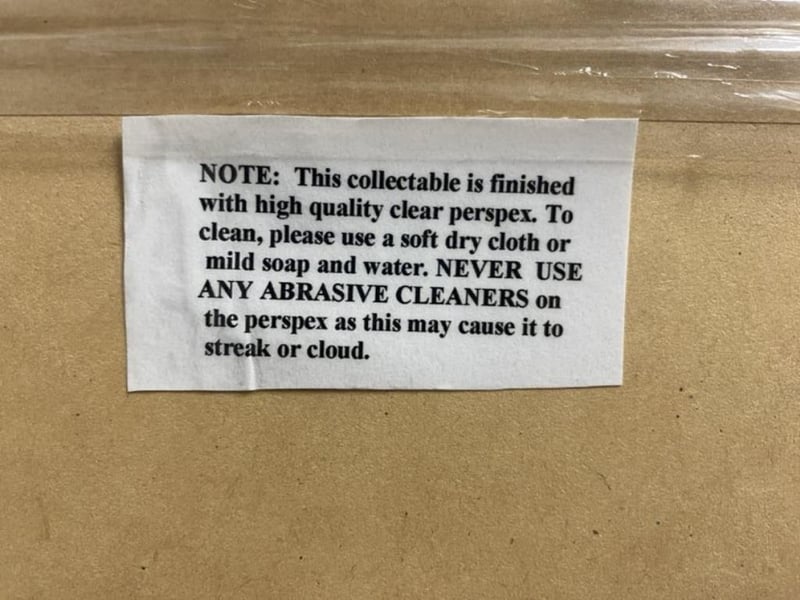 NOTE: This collectable is finished
with high quality clear perspex. To
clean, please use a soft dry cloth or
mild soap and water. NEVER USE
ANY ABRASIVE CLEANERS on
the perspex as this may cause it to
streak or cloud.